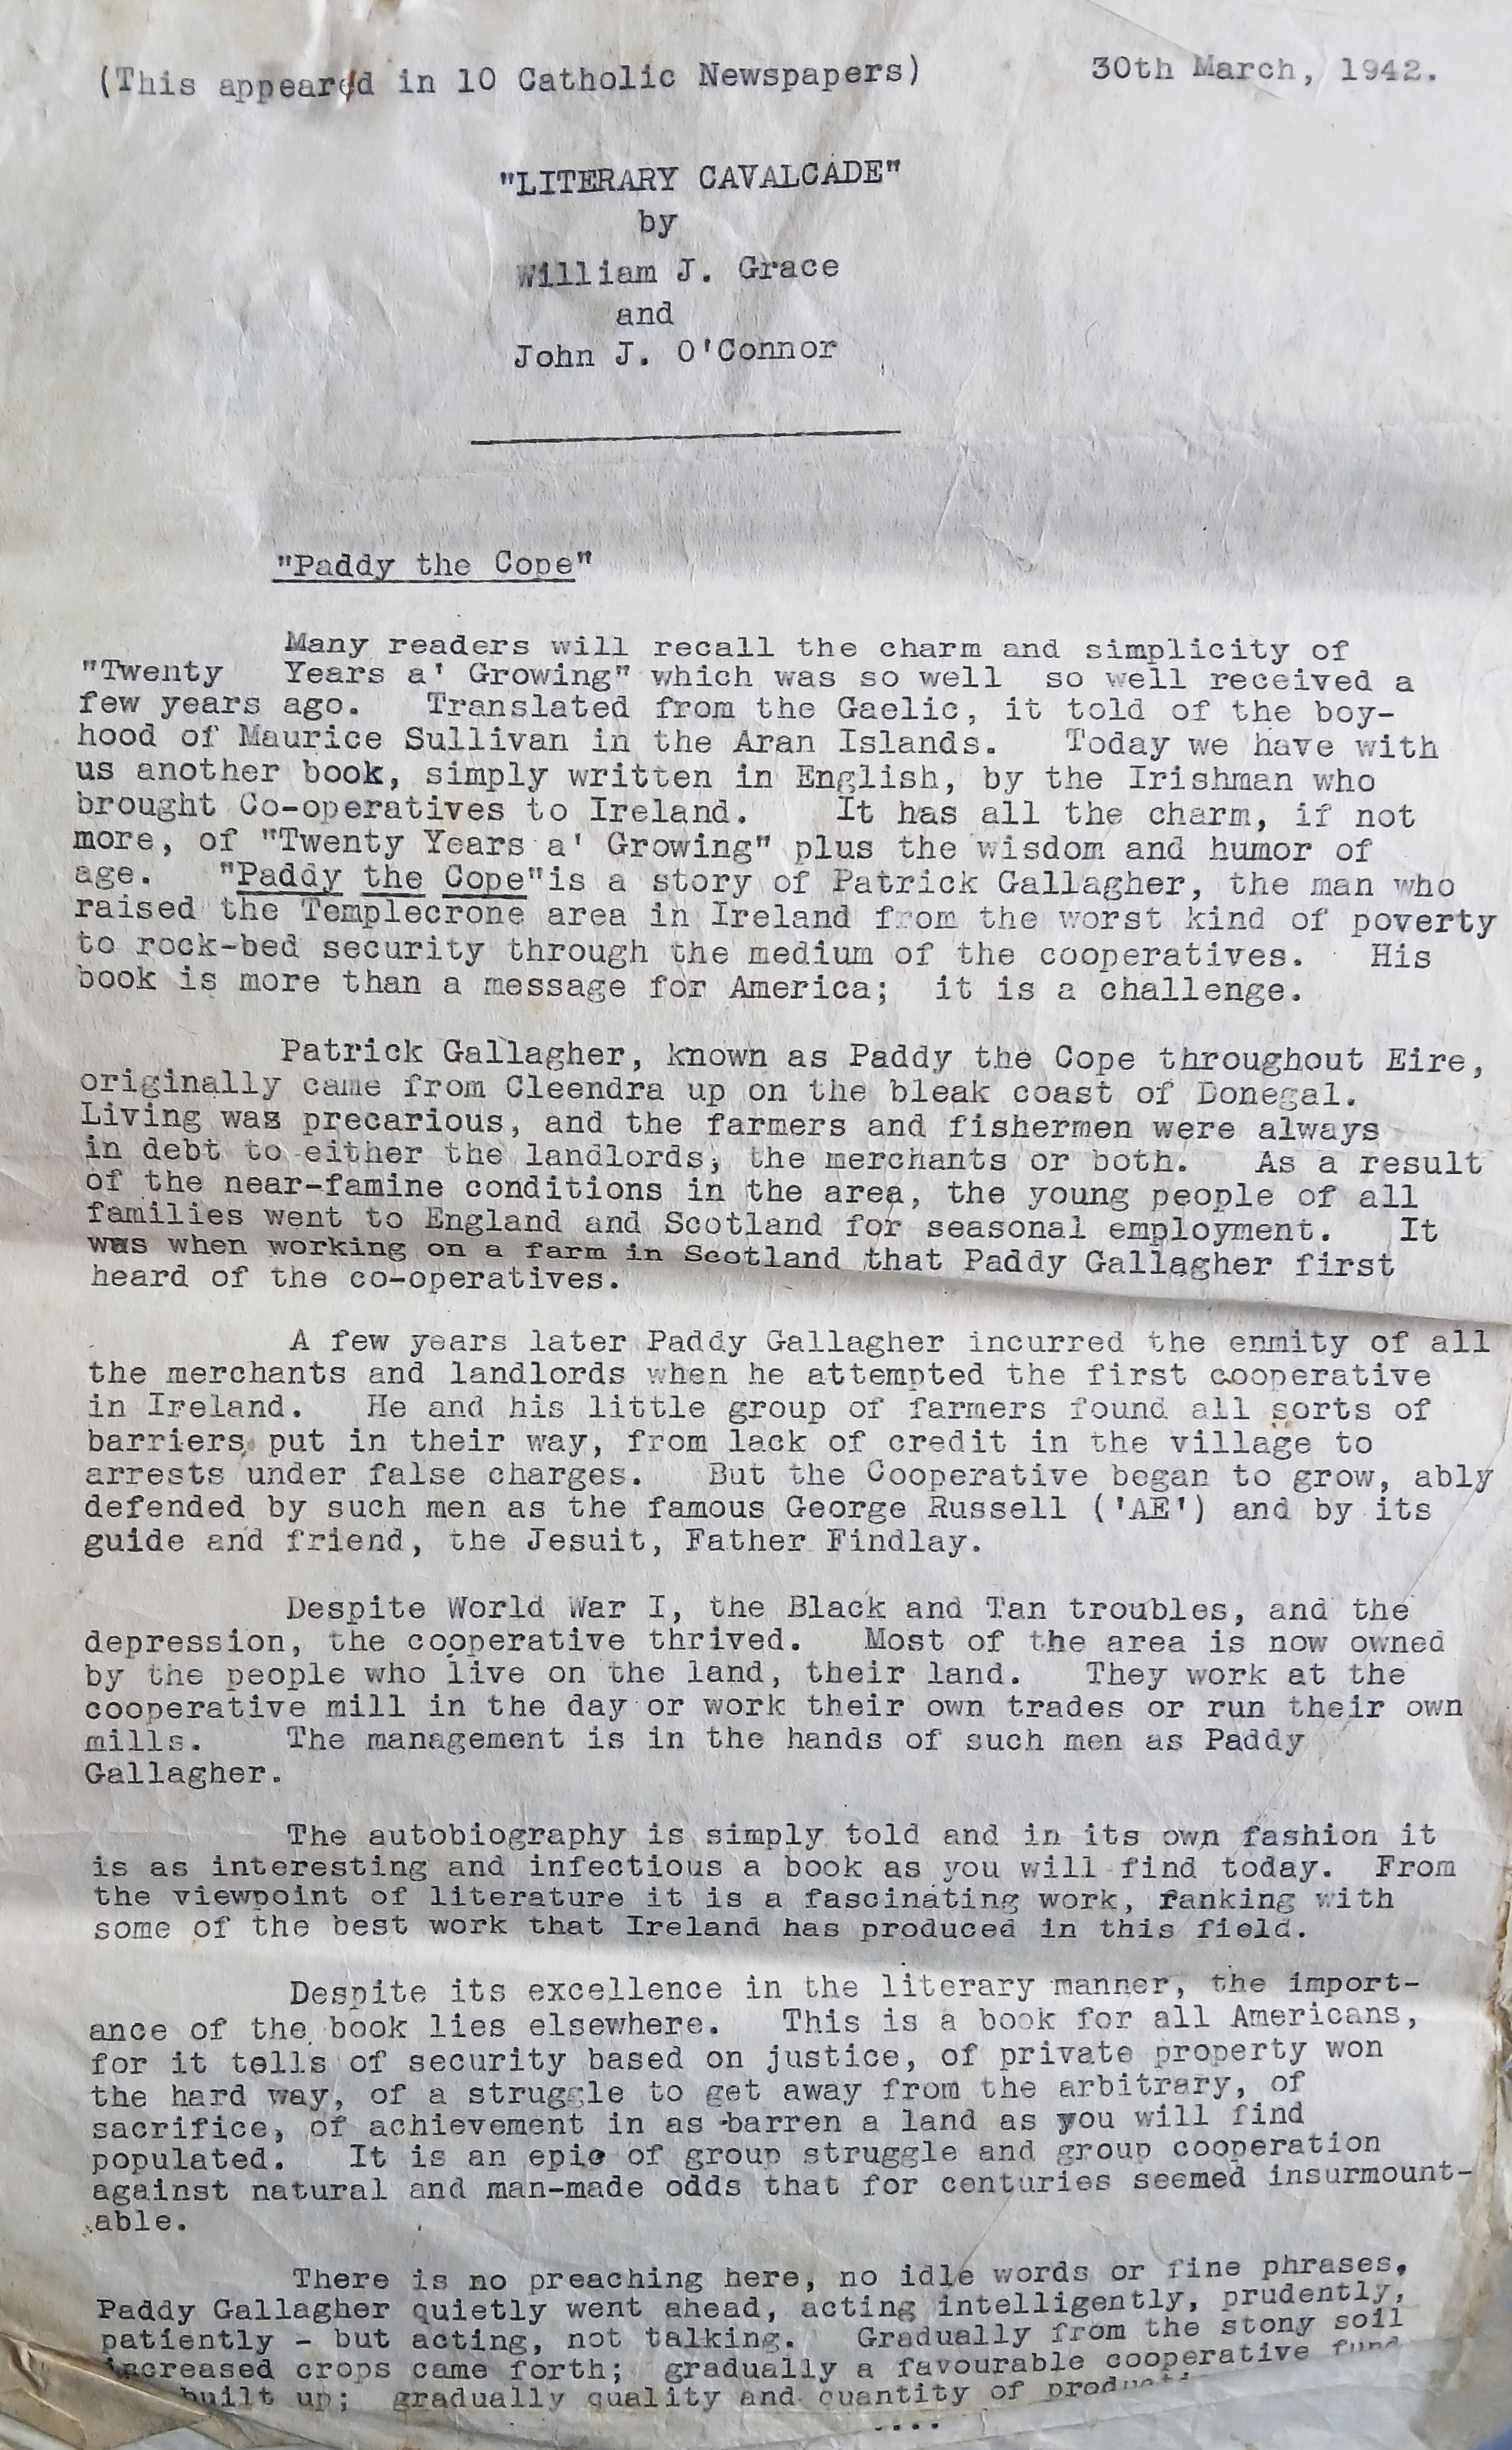 (This appeared in 10 Catholic Newspapers) 30th March, 1942.
"LITERARY CAVALCADE"
by
William J. Grace
and
John J. O'Connor
"Paddy the Cope"
Many readers will recall the charm and simplicity of
"Twenty Years a' Growing" which was so well so well received a
few years ago. Translated from the Gaelic, it told of the boy-
hood of Maurice Sullivan in the Aran Islands. Today we have with
us another book, simply written in English, by the Irishman who
brought Co-operatives to Ireland. It has all the charm, if not
more, of "Twenty Years a' Growing" plus the wisdom and humor of
age. "Paddy the Cope"is a story of Patrick Gallagher, the man who
raised the Templecrone area in Ireland from the worst kind of poverty
to rock-bed security through the medium of the cooperatives. His
book is more than a message for America; it is a challenge.
Patrick Gallagher, known as Paddy the Cope throughout Eire,
originally came from Cleendra up on the bleak coast of Donegal.
Living was precarious, and the farmers and fishermen were always
in debt to either the landlords, the merchants or both. As a result
of the near-famine conditions in the area, the young people of all
families went to England and Scotland for seasonal employment. It
was when working on a farm in Scotland that Paddy Gallagher first
heard of the co-operatives.
A few years later Paddy Gallagher incurred the enmity of all
the merchants and landlords when he attempted the first cooperative
in Ireland. He and his little group of farmers found all sorts of
barriers put in their way, from lack of credit in the village to
arrests under false charges. But the Cooperative began to grow, ably
defended by such men as the famous George Russell ('AE') and by its
guide and friend, the Jesuit, Father Findlay.
Despite World War I, the Black and Tan troubles, and the
depression, the cooperative thrived. Most of the area is now owned
by the people who live on the land, their land. They work at the
cooperative mill in the day or work their own trades or run their own
mills. The management is in the hands of such men as Paddy
Gallagher.
The autobiography is simply told and in its own fashion it
is as interesting and infectious a book as you will find today. From
the viewpoint of literature it is a fascinating work, ranking with
some of the best work that Ireland has produced in this field.
Despite its excellence in the literary manner, the import-
ance of the book lies elsewhere. This is a book for all Americans,
for it tells of security based on justice, of private property won
the hard way, of a struggle to get away from the arbitrary, of
sacrifice, of achievement in as barren a land as you will find
populated. It is an epic of group struggle and group cooperation
against natural and man-made odds that for centuries seemed insurmount-
able.
There is no preaching here, no idle words or fine phrases.
Paddy Gallagher quietly went ahead, acting intelligently, prudently,
patiently - but acting, not talking. Gradually from the stony soil
increased crops came forth; gradually a favourable cooperative fund
built up; gradually quality and quantity of
....